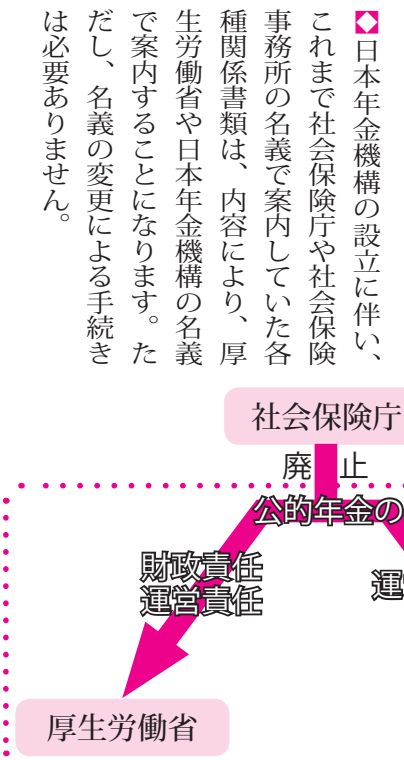 ◆日本年金機構の設立に伴い、
これまで社会保険庁や社会保険
事務所の名義で案内していた各
種関係書類は、内容により、厚
生労働省や日本年金機構の名義
で案内することになります。た
だし、名義の変更による手続き
は必要ありません。
社会保険庁
廃止
公的年金の
財政責任
運営責任
運
厚生労働省